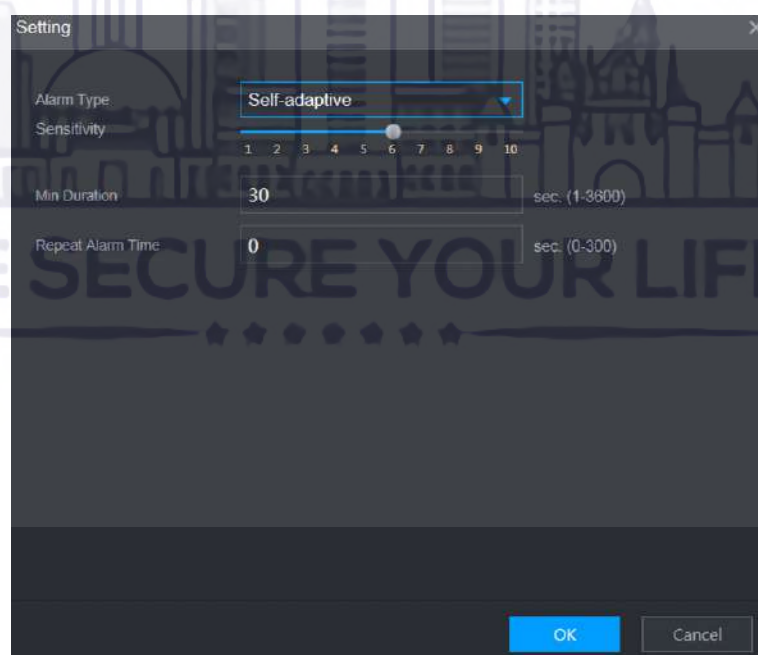 Setting
Alarm Type Self-adaptive
Sensitivity
1 2 3 4 5 6 7 8 9 10
Min Duration 30 sec. (1-3600)
Repeat Alarm Time 0 sec. (0-300)
SECURE YOUR LIF
OK Cancel